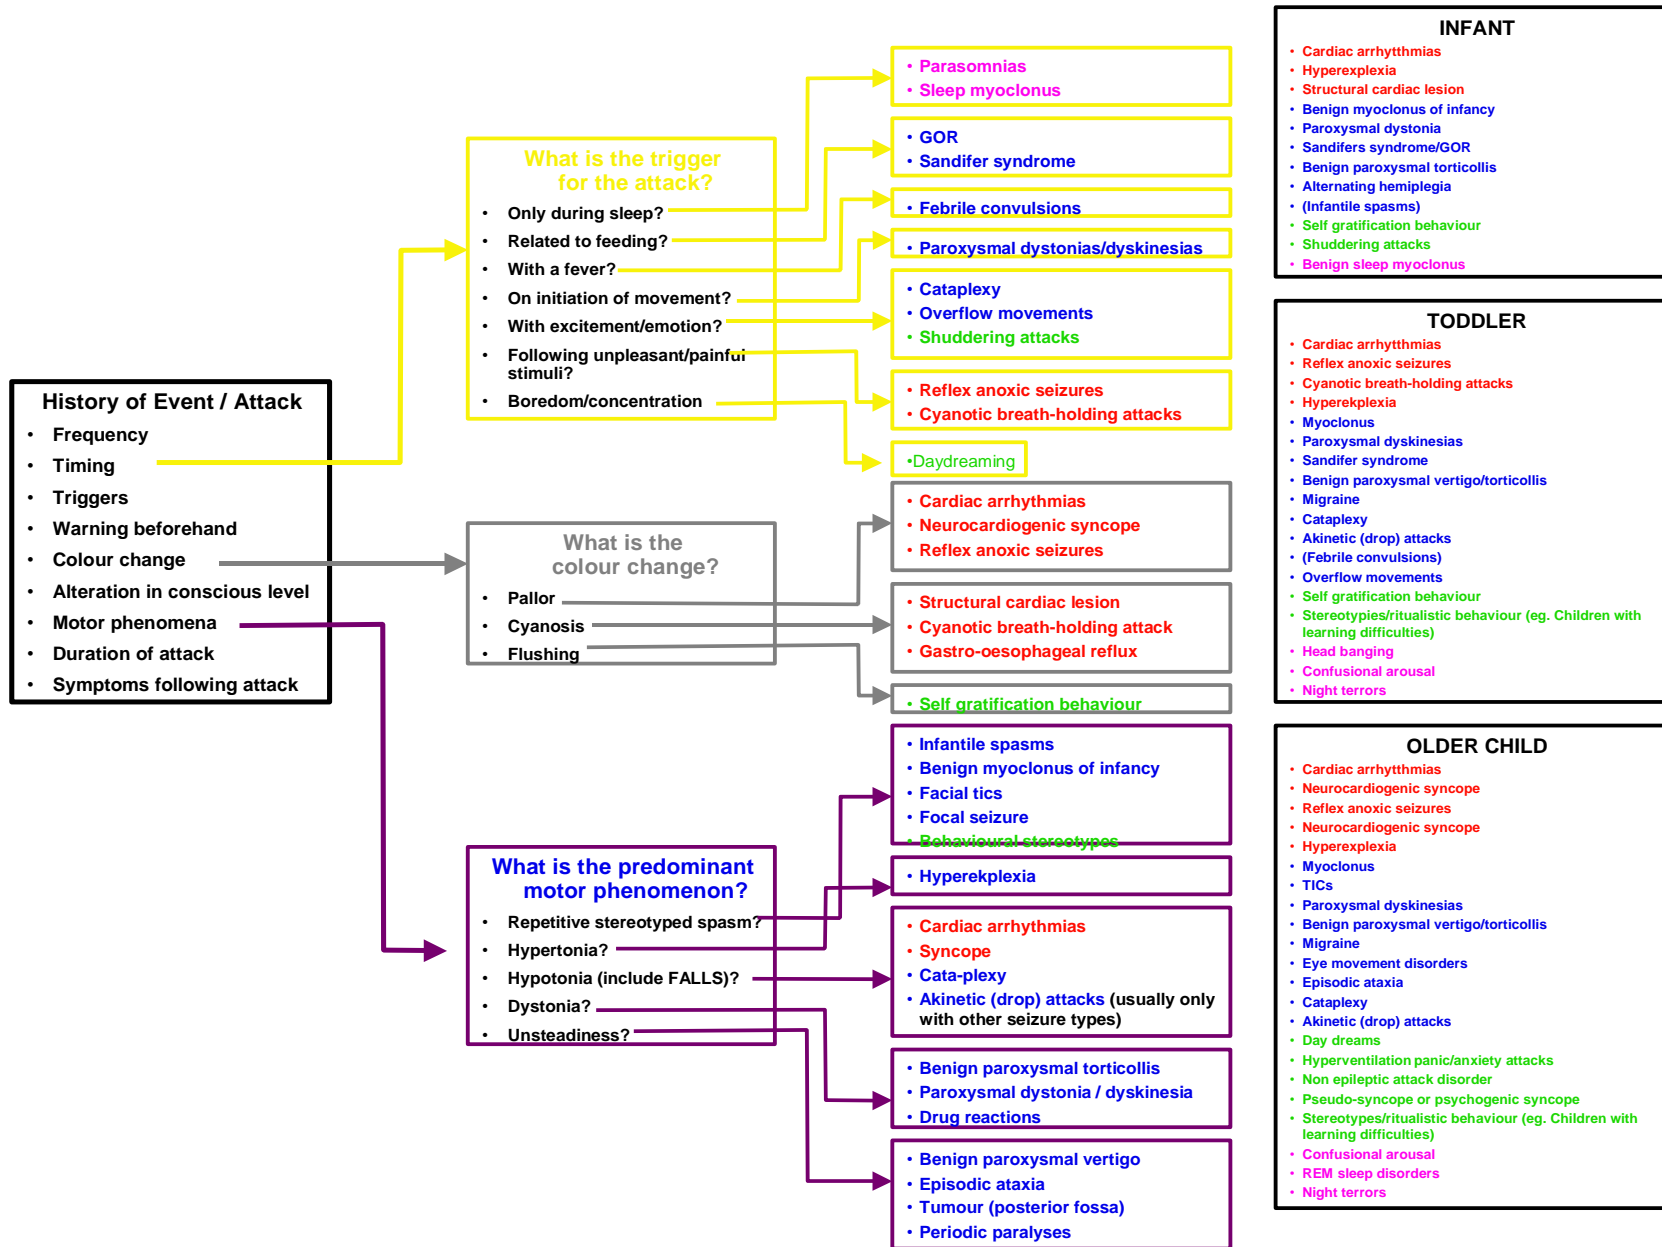 History of Event / Attack
• Frequency
• Timing
• Triggers
• Warning beforehand
• Colour change
• Alteration in conscious level
• Motor phenomena
• Duration of attack
• Symptoms following attack
What is the trigger
for the attack?
• Only during sleep?
• Related to feeding?
• With a fever?
• On initiation of movement?
• With excitement/emotion?
• Following unpleasant/painful
stimuli?
• Boredom/concentration
What is the
colour change?
• Pallor
• Cyanosis
• Flushing
What is the predominant
motor phenomenon?
• Repetitive stereotyped spasm?
• Hypertonia?
• Hypotonia (include FALLS)?
• Dystonia?
• Unsteadiness?
• Parasomnias
• Sleep myoclonus
• GOR
• Sandifer syndrome
• Febrile convulsions
• Paroxysmal dystonias/dyskinesias
• Cataplexy
• Overflow movements
• Shuddering attacks
• Reflex anoxic seizures
• Cyanotic breath-holding attacks
•Daydreaming
• Cardiac arrhythmias
• Neurocardiogenic syncope
• Reflex anoxic seizures
• Structural cardiac lesion
• Cyanotic breath-holding attack
• Gastro-oesophageal reflux
• Self gratification behaviour
• Infantile spasms
• Benign myoclonus of infancy
• Facial tics
• Focal seizure
• Behavioural stereotypes
• Hyperekplexia
• Cardiac arrhythmias
• Syncope
• Cata-plexy
• Akinetic (drop) attacks (usually only
with other seizure types)
• Benign paroxysmal torticollis
• Paroxysmal dystonia / dyskinesia
• Drug reactions
• Benign paroxysmal vertigo
• Episodic ataxia
• Tumour (posterior fossa)
• Periodic paralyses
INFANT
• Cardiac arrhytthmias
• Hyperexplexia
• Structural cardiac lesion
• Benign myoclonus of infancy
• Paroxysmal dystonia
• Sandifers syndrome/GOR
• Benign paroxysmal torticollis
• Alternating hemiplegia
• (Infantile spasms)
• Self gratification behaviour
• Shuddering attacks
• Benign sleep myoclonus
TODDLER
• Cardiac arrhytthmias
• Reflex anoxic seizures
• Cyanotic breath-holding attacks
• Hyperekplexia
• Myoclonus
• Paroxysmal dyskinesias
• Sandifer syndrome
• Benign paroxysmal vertigo/torticollis
• Migraine
• Cataplexy
• Akinetic (drop) attacks
• (Febrile convulsions)
• Overflow movements
• Self gratification behaviour
• Stereotypies/ritualistic behaviour (eg. Children with
learning difficulties)
• Head banging
• Confusional arousal
• Night terrors
OLDER CHILD
• Cardiac arrhytthmias
• Neurocardiogenic syncope
• Reflex anoxic seizures
• Neurocardiogenic syncope
• Hyperexplexia
• Myoclonus
• TICs
• Paroxysmal dyskinesias
• Benign paroxysmal vertigo/torticollis
• Migraine
• Eye movement disorders
• Episodic ataxia
• Cataplexy
• Akinetic (drop) attacks
• Day dreams
• Hyperventilation panic/anxiety attacks
• Non epileptic attack disorder
• Pseudo-syncope or psychogenic syncope
• Stereotypes/ritualistic behaviour (eg. Children with
learning difficulties)
• Confusional arousal
• REM sleep disorders
• Night terrors